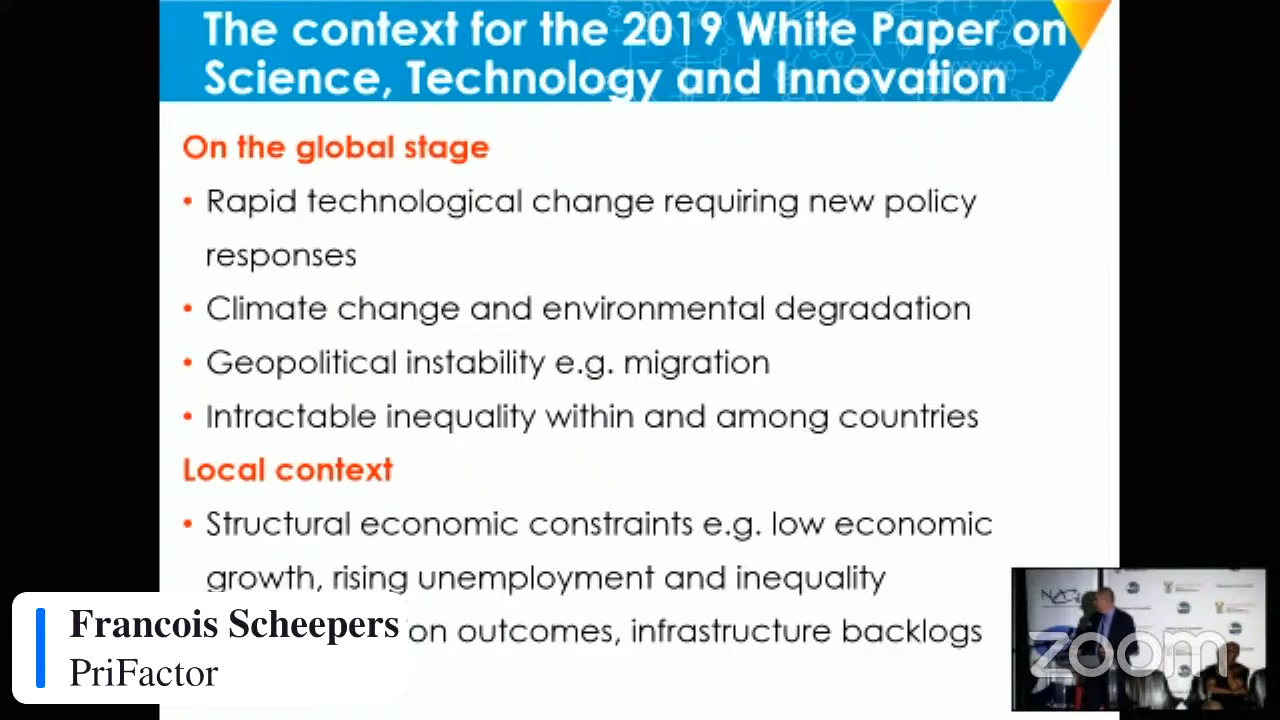 The context for the 2019 White Paper on
Science, Technology and Innovation
On the global stage
• Rapid technological change requiring new policy
responses
• Climate change and environmental degradation
• Geopolitical instability e.g. migration
• Intractable inequality within and among countries
Local context
• Structural economic constraints e.g. low economic
growth, rising unemployment and inequality
on outcomes, infrastructure backlogs
Francois Scheepers
PriFactor
zoom